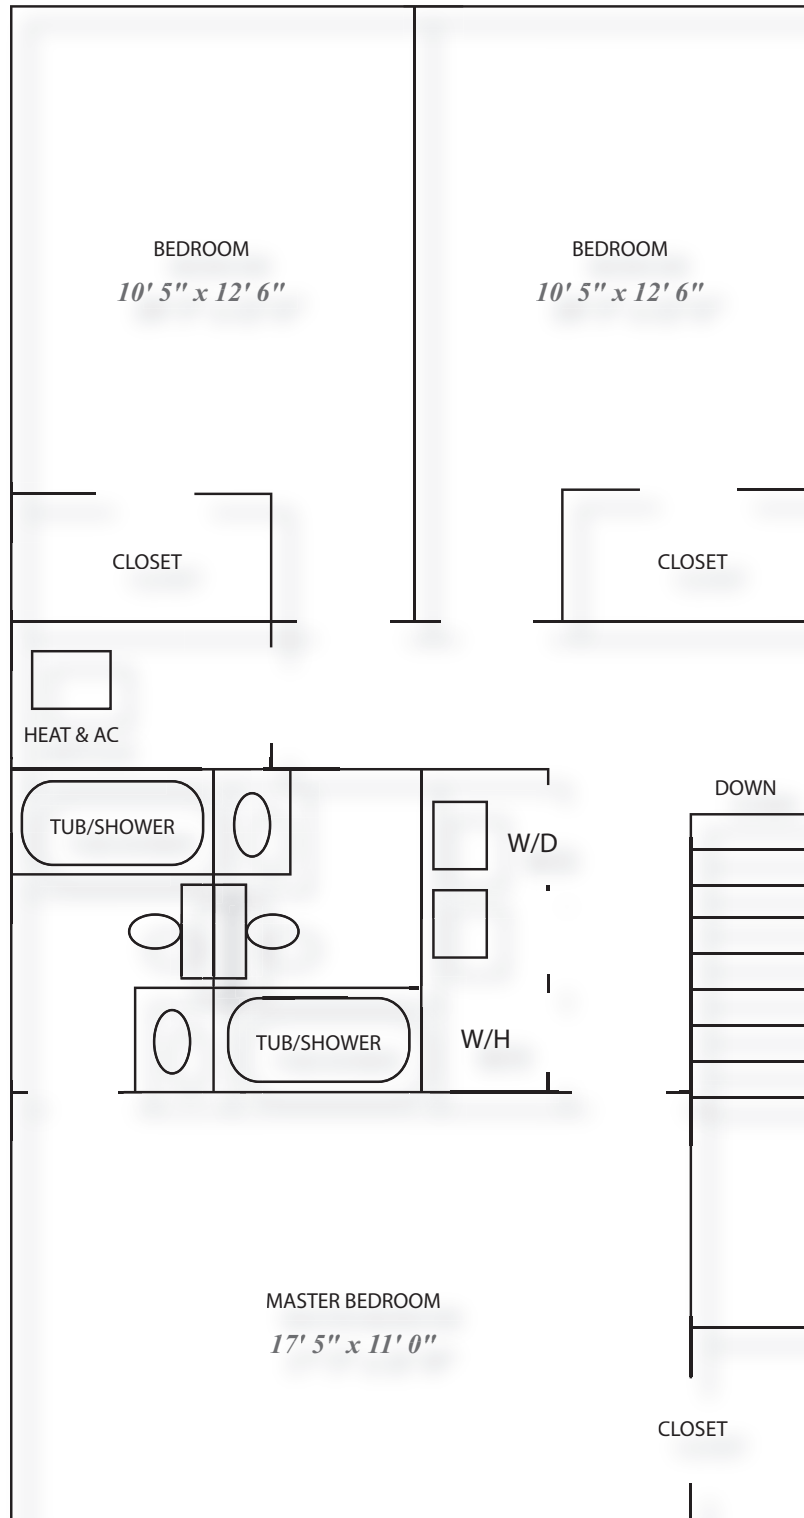 BEDROOM
10' 5" x 12' 6"
BEDROOM
10' 5" x 12' 6"
CLOSET
CLOSET
HEAT & AC
DOWN
TUB/SHOWER
W/D
TUB/SHOWER
W/H
MASTER BEDROOM
17' 5" x 11' 0"
CLOSET